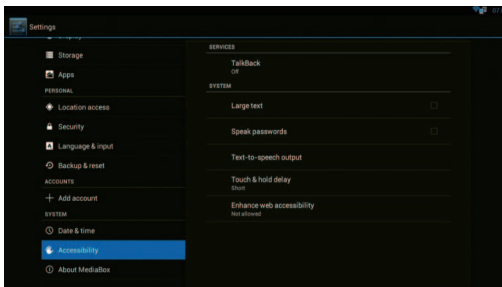 Settings
Storage
Apps
PERSONAL
Location access
Security
Language & input
Backup & reset
ACCOUNTS
Add account
SYSTEM
Date & time
Accessibility
About MediaBox
SERVICES
TalkBack
Off
SYSTEM
Large text
Speak passwords
Text-to-speech output
Touch & hold delay
Short
Enhance web accessibility
Not allowed